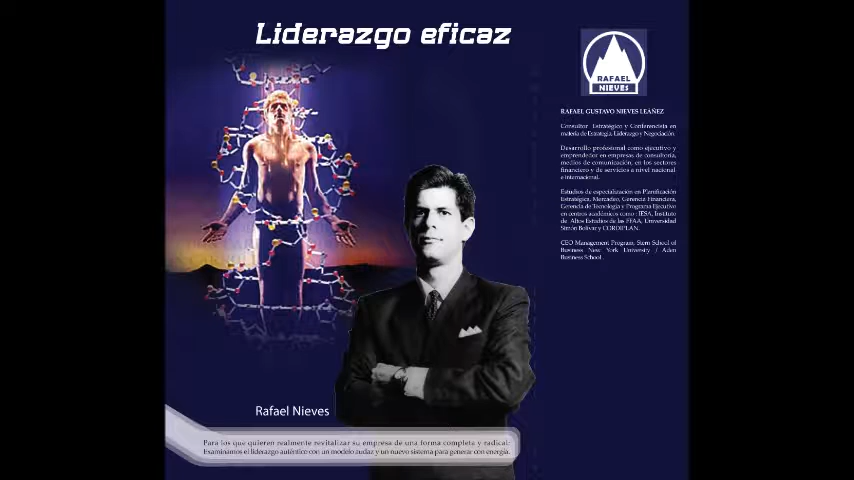 Liderazgo eficaz
RAFAEL
NIEVES
RAFAEL GUSTAVO NIEVES LEAÑEZ
Consultor Estratégico y Conferencista en
materia de Estrategia, Liderazgo y Negociación.
Desarrollo profesional como ejecutivo y
emprendedor en empresas de consultoría,
medios de comunicación, en los sectores
financiero y de servicios a nivel nacional
e internacional.
Estudios de especialización en Planificación
Estratégica, Mercadeo, Gerencia Financiera,
Gerencia de Tecnología y Programa Ejecutivo
en centros académicos como : IESA, Instituto
de Altos Estudios de las FFAA, Universidad
Simón Bolívar y CORDIPLAN.
CEO Management Program, Stern School of
Business New York University / Aden
Business School.
Rafael Nieves
Para los que quieren realmente revitalizar su empresa de una forma completa y radical:
Examinamos el liderazgo auténtico con un modelo audaz y un nuevo sistema para generar con energía.